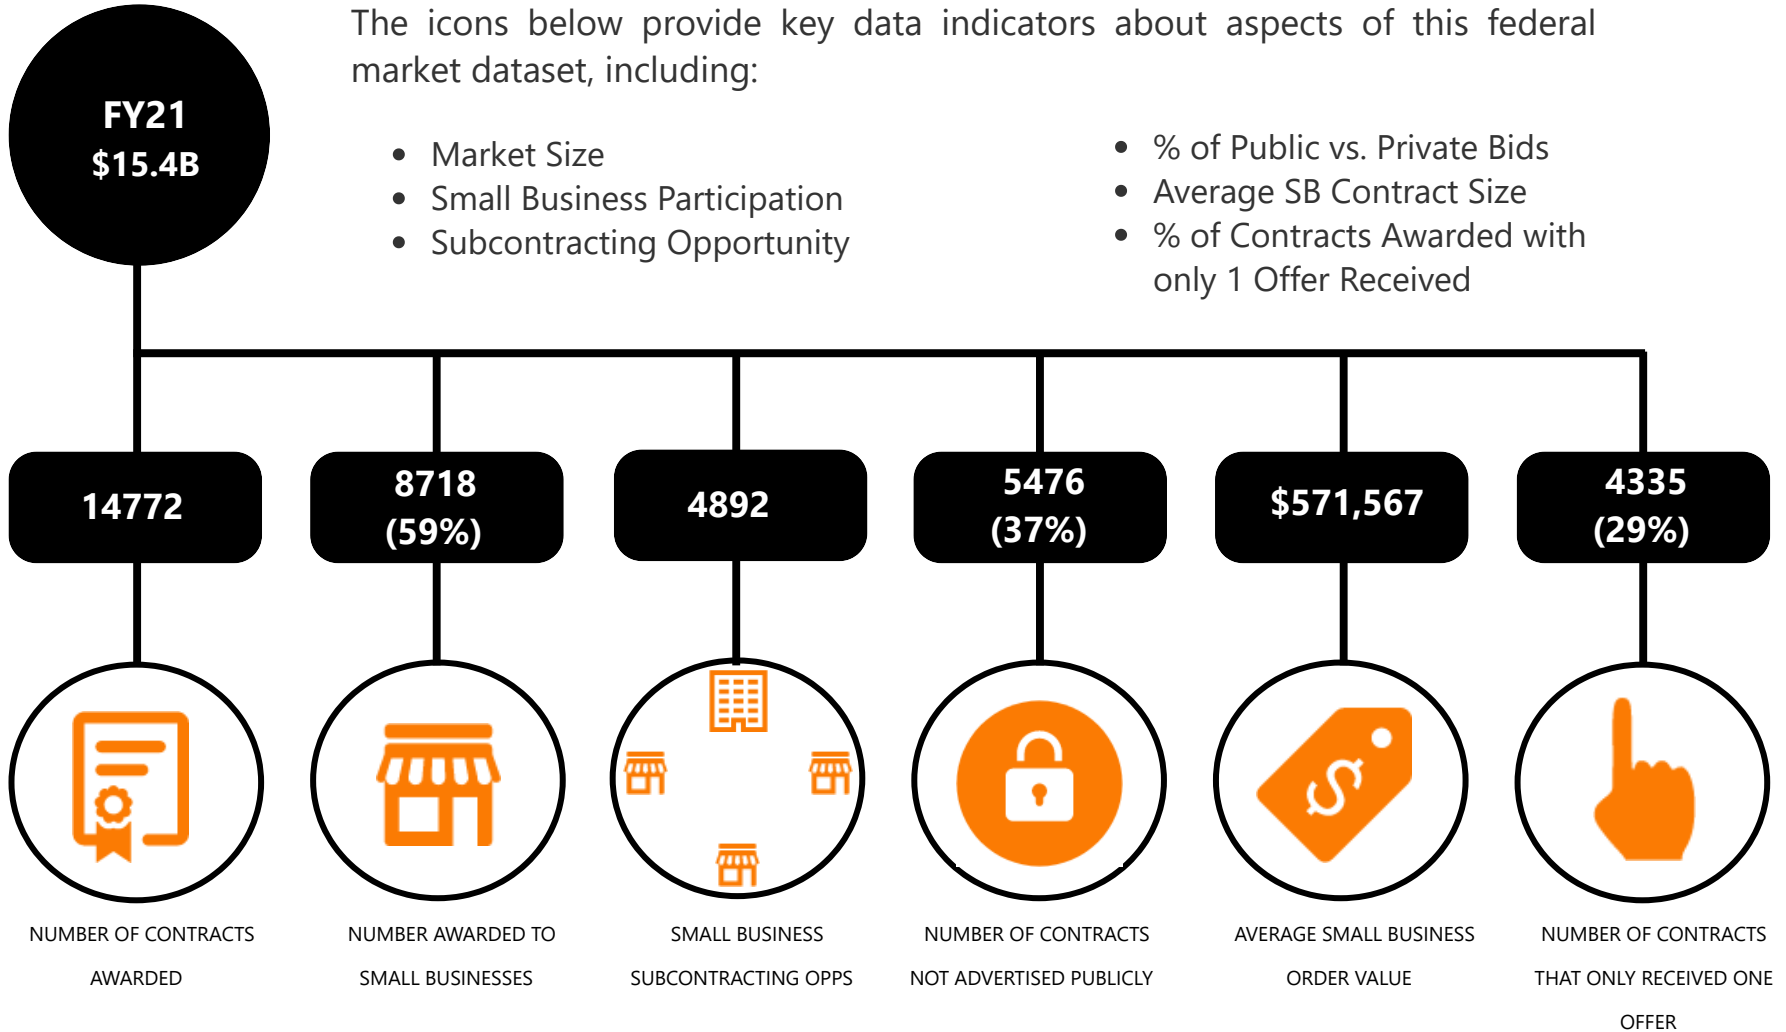 The icons below provide key data indicators about aspects of this federal
market dataset, including:
FY21
$15.4B
• Market Size
• Small Business Participation
• Subcontracting Opportunity
• % of Public vs. Private Bids
• Average SB Contract Size
• % of Contracts Awarded with
only 1 Offer Received
14772
8718
(59%)
4892
5476
(37%)
$571,567
4335
(29%)
$
NUMBER OF CONTRACTS
AWARDED
NUMBER AWARDED TO
SMALL BUSINESSES
SMALL BUSINESS
SUBCONTRACTING OPPS
NUMBER OF CONTRACTS
NOT ADVERTISED PUBLICLY
AVERAGE SMALL BUSINESS
ORDER VALUE
NUMBER OF CONTRACTS
THAT ONLY RECEIVED ONE
OFFER